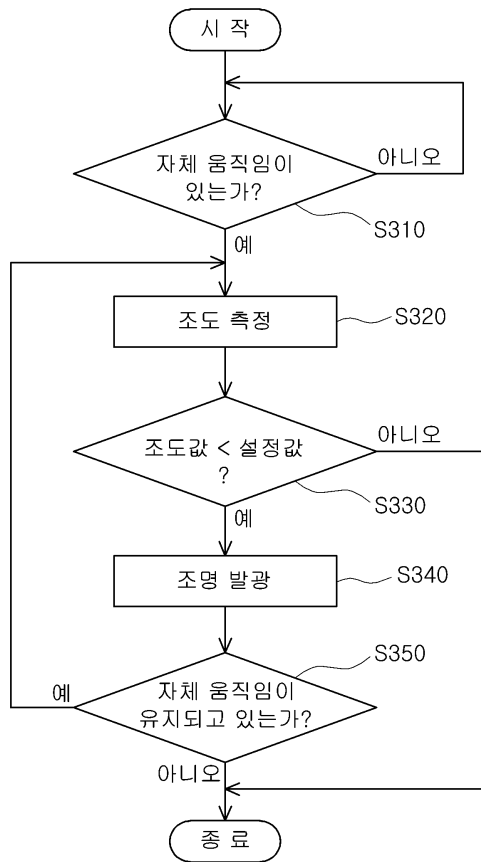 시 작
자체 움직임이
있는가?
아니오
S310
예
조도 측정
S320
조도값 < 설정값
?
아니오
S330
예
조명 발광
S340
S350
자체 움직임이
유지되고 있는가?
예
아니오
종 료